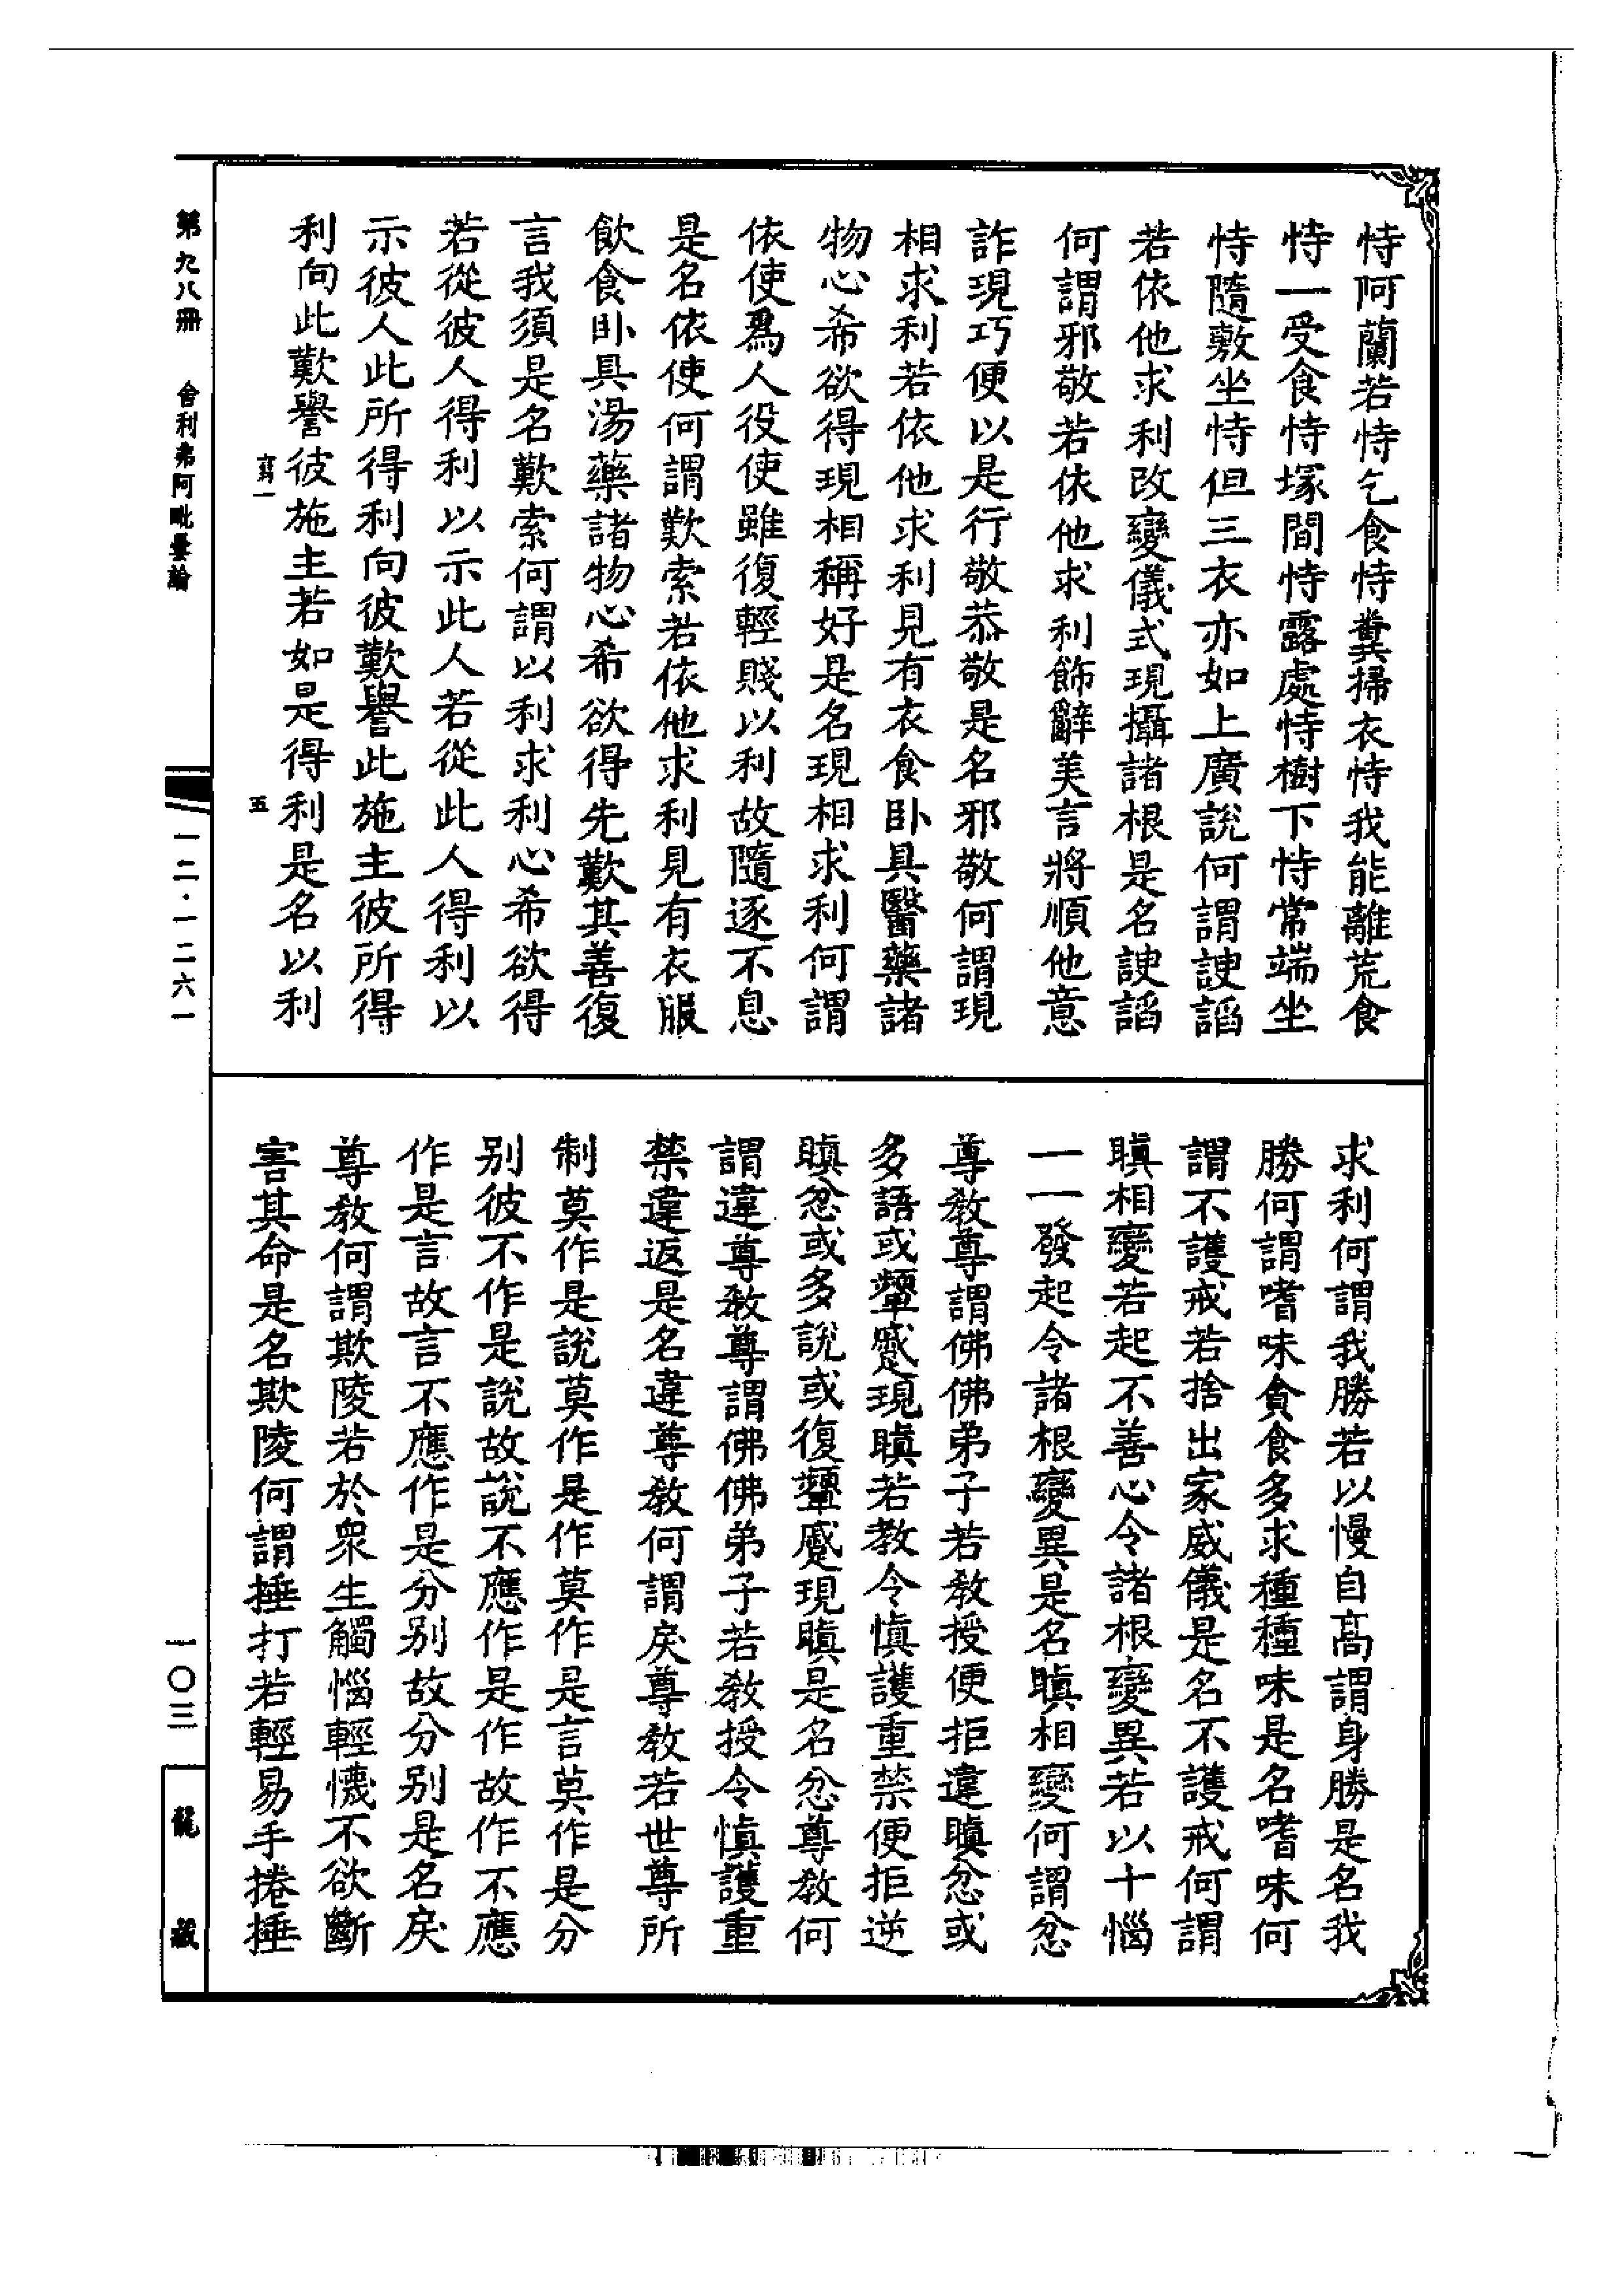 恃阿蘭若恃乞食恃糞掃衣恃我能離荒食
恃一受食恃塚間恃露處恃樹下恃常端坐
恃隨敷坐恃但三衣亦如上廣說何謂諛諂
若依他求利改變儀式現攝諸根是名諛諂
何謂邪敬若依他求利飾辭美言將順他意
詐現巧便以是行敬恭敬是名邪敬何謂現
相求利若依他求利見有衣食臥具醫藥諸
物心希欲得現相稱好是名現相求利何謂
依使爲人役使雖復輕賤以利故隨逐不息
是名依使何謂歎索若依他求利見有衣服
飲食臥具湯藥諸物心希欲得先歎其善復
言我須是名歎索何謂以利求利心希欲得
若從彼人得利以示此人若從此人得利以
示彼人此所得利向彼歎譽此施主彼所得
利向此歎譽彼施主若如是得利是名以利
五
求利何謂我勝若以慢自高謂身勝是名我
勝何謂嗜味貪食多求種種味是名嗜味何
謂不護戒若捨出家威儀是名不護戒何謂
瞋相變若起不善心令諸根變異若以十惱
一一發起令諸根變異是名瞋相變何謂忿
尊教尊謂佛佛弟子若教授便拒違瞋忿或
多語或顰蹙現瞋若教令慎護重禁便拒逆
瞋忿或多說或復顰蹙現瞋是名忿尊教何
謂違尊教尊謂佛佛弟子若教授令慎護重
禁違返是名違尊教何謂戾尊教若世尊所
制莫作是說莫作是作莫作是言莫作是分
別彼不作是說故說不應作是作故作不應
作是言故言不應作是分別故分別是名戾
尊教何謂欺陵若於衆生觸惱輕懱不欲斷
害其命是名欺陵何謂捶打若輕易手捲捶
第九八冊 舍利弗阿毗曇論
一二·一二六一
一〇三
龍藏